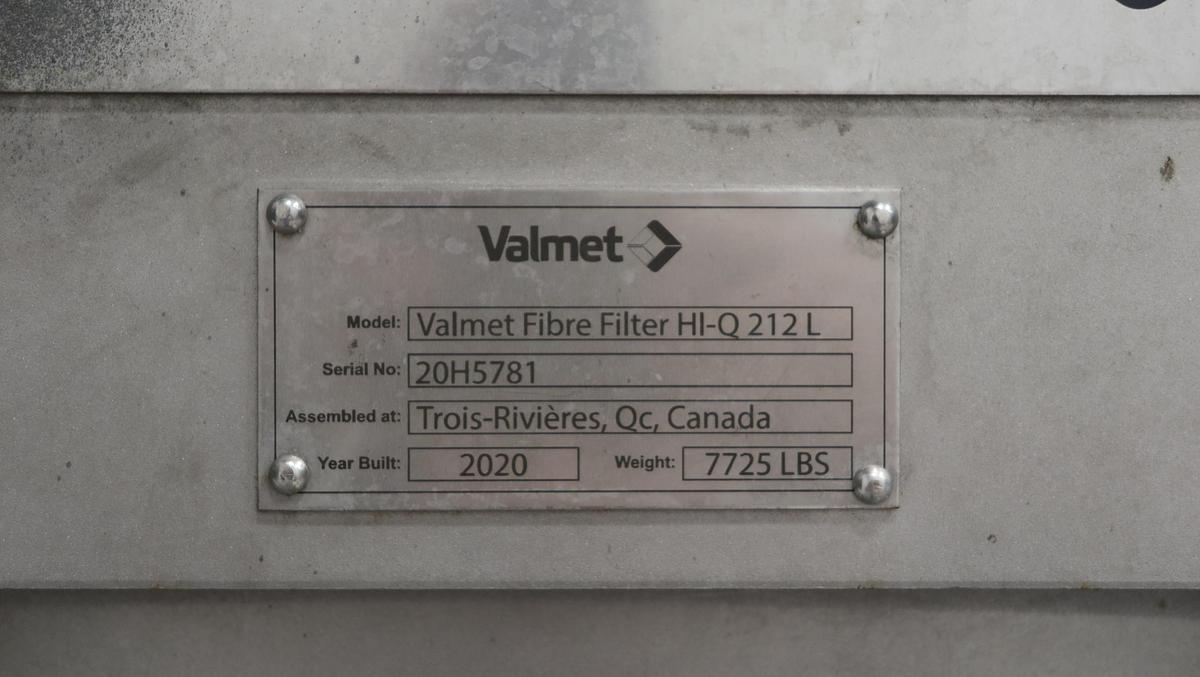 Valmet
Model: Valmet Fibre Filter HI-Q 212 L
Serial No: 20H5781
Assembled at: Trois-Rivières, Qc, Canada
Year Built: 2020 Weight: 7725 LBS